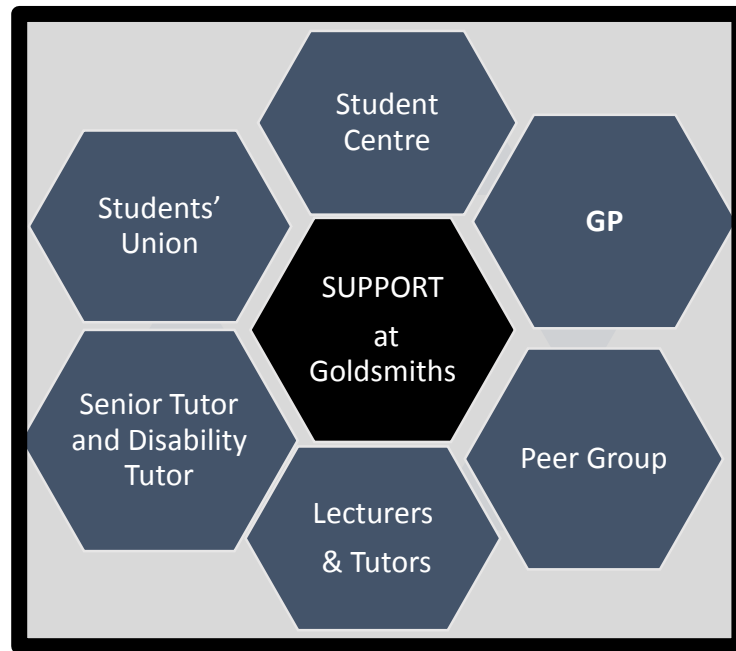 Student
Centre
GP
Students’
Union
SUPPORT
at
Goldsmiths
Senior Tutor
and Disability
Tutor
Peer Group
Lecturers
& Tutors